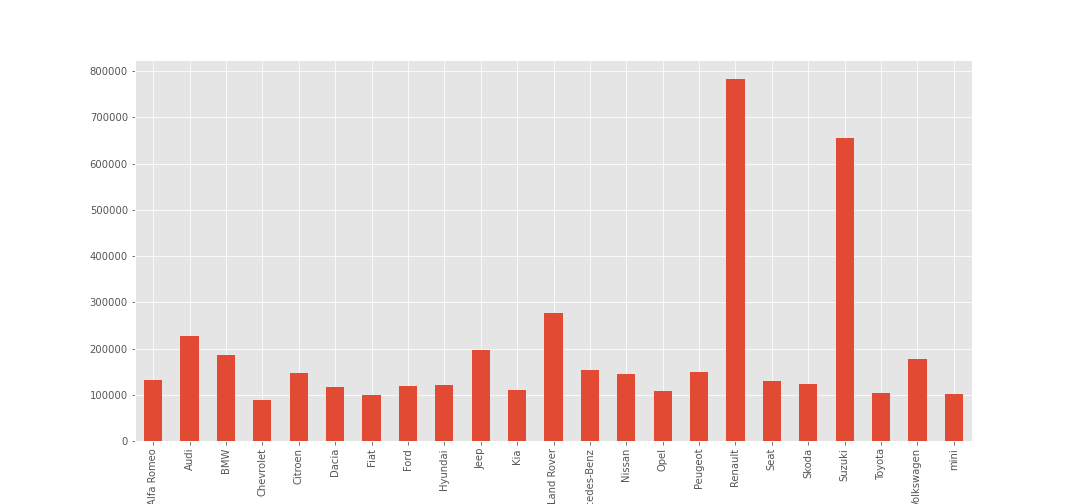 800000
700000
600000
500000
400000
300000
200000
100000
0
Alfa Romeo
Audi
BMW
Chevrolet
Citroen
Dacia
Fiat
Ford
Hyundai
Jeep
Kia
Land Rover
cedes-Benz
Nissan
Opel
Peugeot
Renault
Seat
Skoda
Suzuki
Toyota
olkswagen
mini